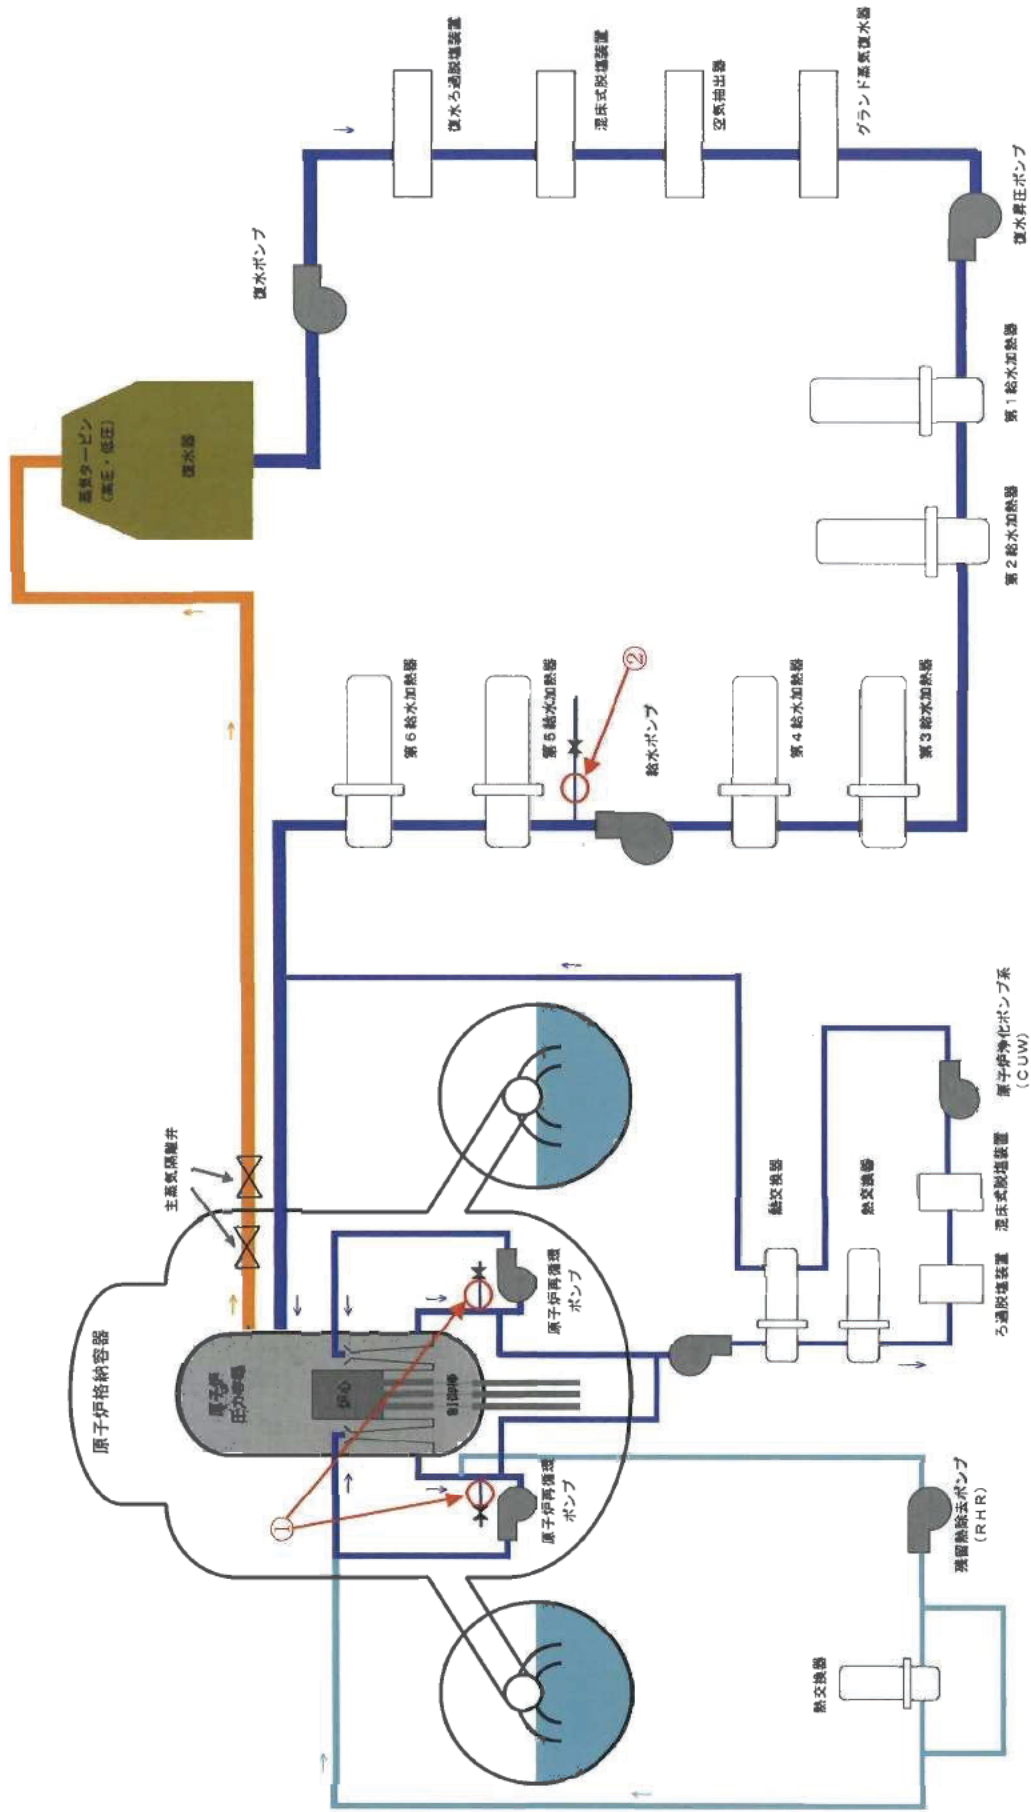 蒸気タービン
(高圧・低圧)
復水器
復水ポンプ
復水ろ過脱塩装置
混床式脱塩装置
空気抽出器
グランド蒸気復水器
復水昇圧ポンプ
第1給水加熱器
第2給水加熱器
第3給水加熱器
第4給水加熱器
給水ポンプ
②
第5給水加熱器
第6給水加熱器
主蒸気隔離弁
原子炉格納容器
原子炉
圧力容器
炉心
制御棒
①
原子炉再循環
ポンプ
原子炉再循環
ポンプ
熱交換器
熱交換器
原子炉浄化ポンプ系
(CUW)
混床式脱塩装置
ろ過脱塩装置
残留熱除去ポンプ
(RHR)
熱交換器